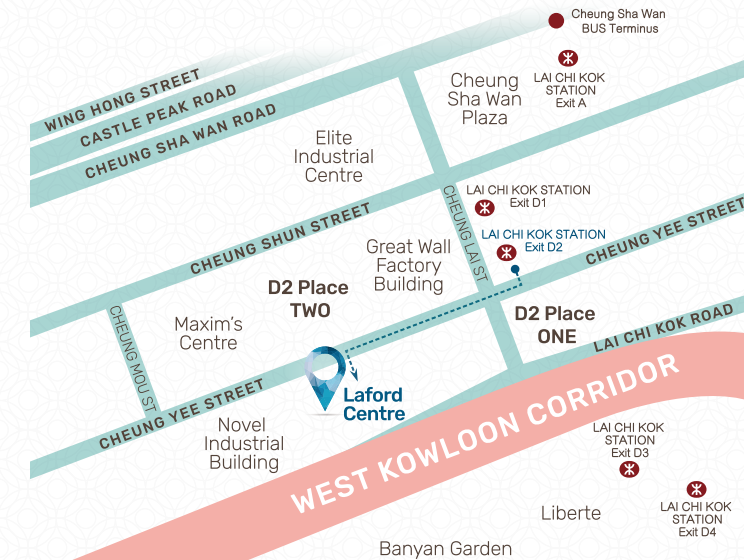 Cheung Sha Wan
BUS Terminus
LAI CHI KOK
STATION
Exit A
WING HONG STREET
CASTLE PEAK ROAD
CHEUNG SHA WAN ROAD
Cheung
Sha Wan
Plaza
Elite
Industrial
Centre
LAI CHI KOK STATION
Exit D1
CHEUNG LAI ST
CHEUNG SHUN STREET
LAI CHI KOK STATION
Exit D2
CHEUNG YEE STREET
Great Wall
Factory
Building
D2 Place
TWO
D2 Place
ONE
CHEUNG MOU ST
Maxim's
Centre
LAI CHI KOK ROAD
Laford
Centre
CHEUNG YEE STREET
Novel
Industrial
Building
WEST KOWLOON CORRIDOR
LAI CHI KOK
STATION
Exit D3
LAI CHI KOK
STATION
Exit D4
Liberte
Banyan Garden